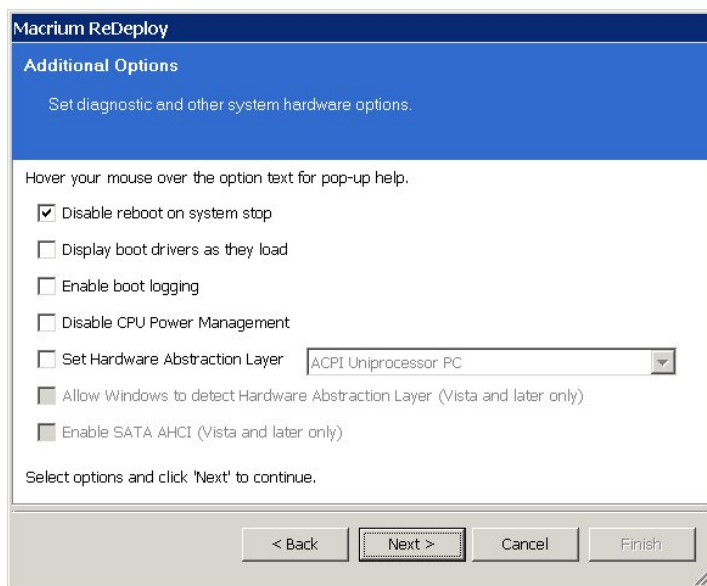 Macrium ReDeploy
Additional Options
Set diagnostic and other system hardware options.
Hover your mouse over the option text for pop-up help.
Disable reboot on system stop
Display boot drivers as they load
Enable boot logging
Disable CPU Power Management
Set Hardware Abstraction Layer ACPI Uniprocessor PC
Allow Windows to detect Hardware Abstraction Layer (Vista and later only)
Enable SATA AHCI (Vista and later only)
Select options and click 'Next' to continue.
< Back Next > Cancel Finish